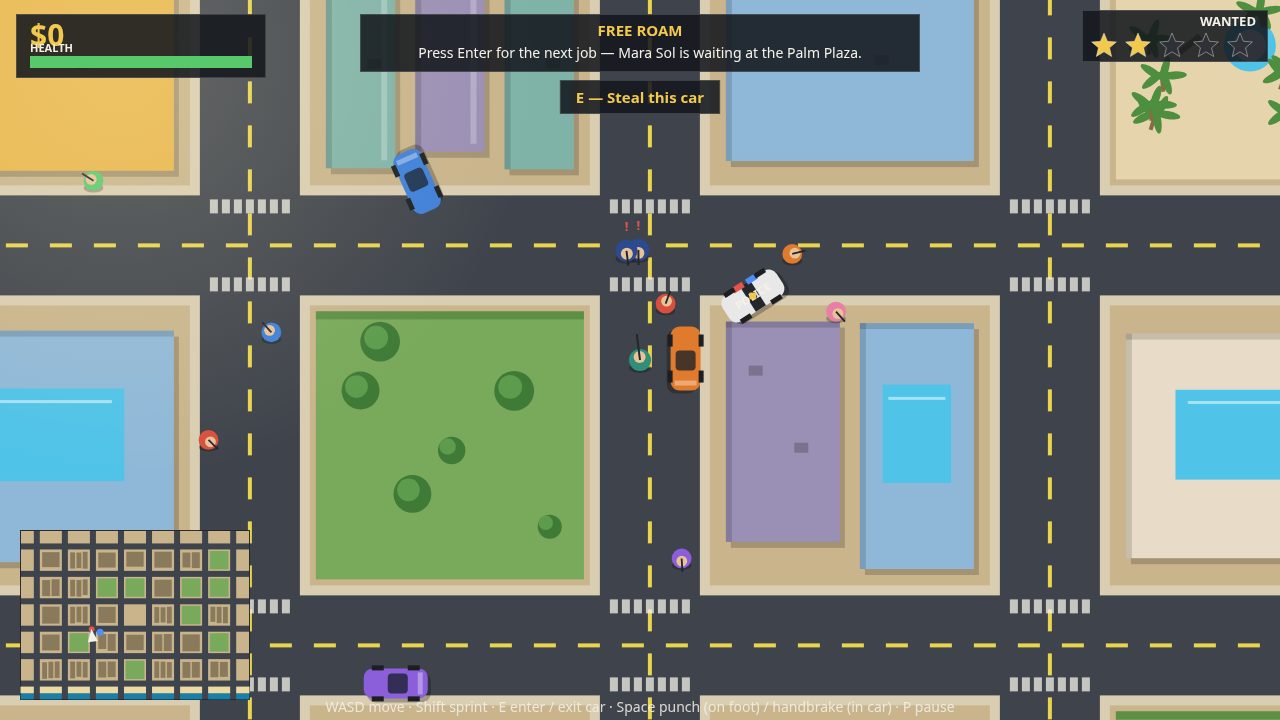 $0
HEALTH
FREE ROAM
Press Enter for the next job — Mara Sol is waiting at the Palm Plaza.
WANTED
E — Steal this car
! !
WASD move · Shift sprint · E enter / exit car · Space punch (on foot) / handbrake (in car) · P pause